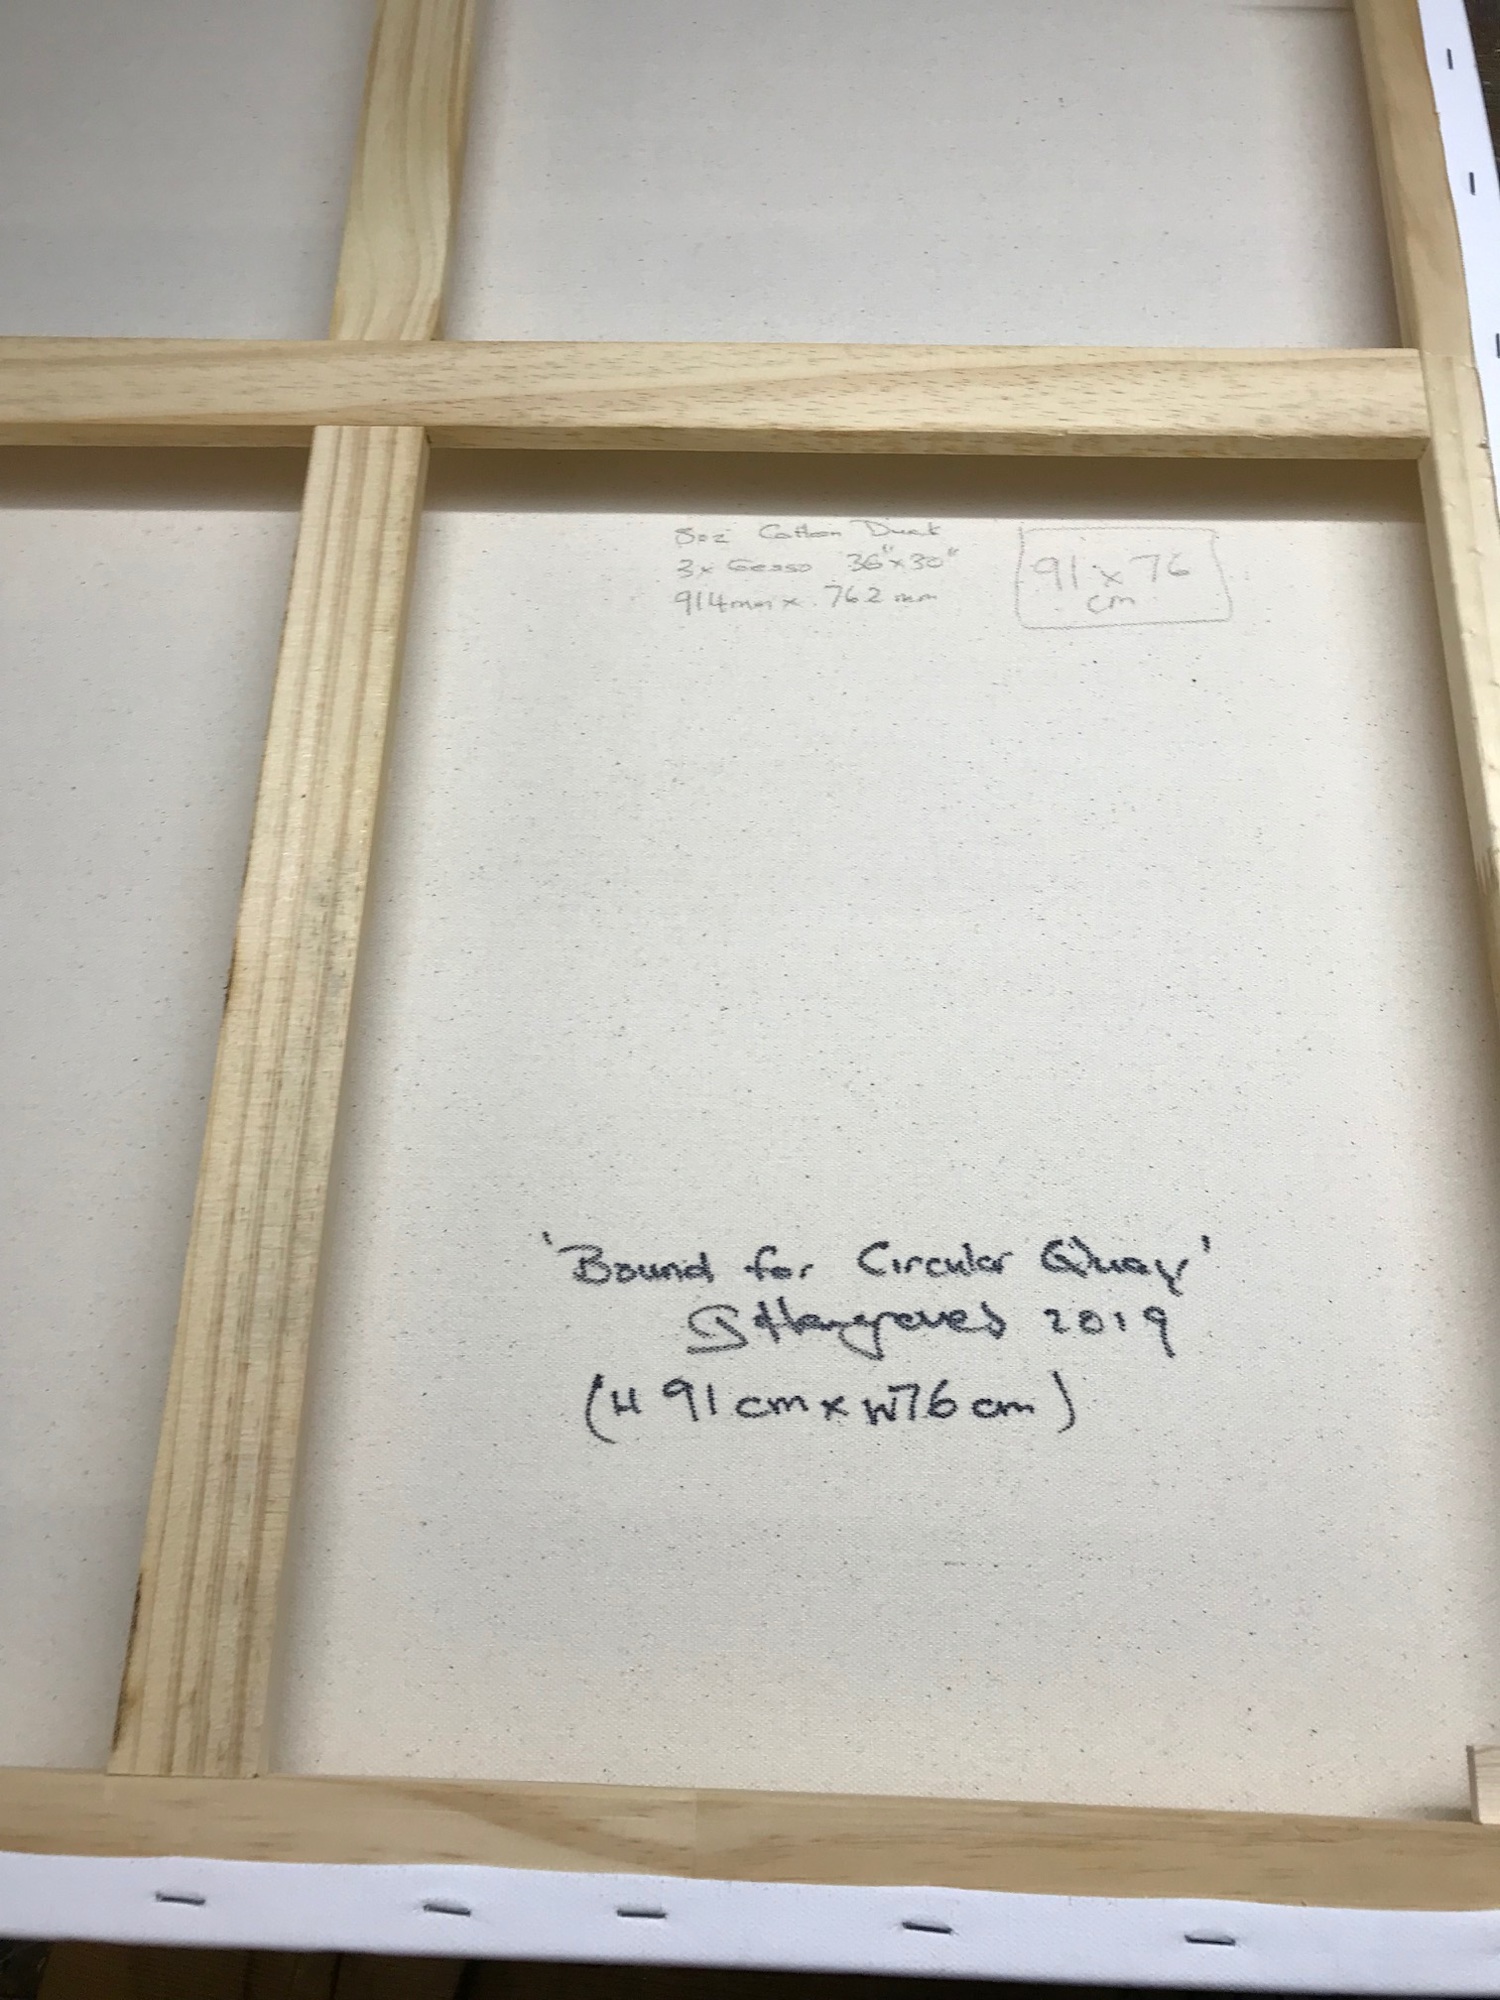 8oz Cotton Duck
3x Gesso 36"x30"
914mm x 762mm
91 x 76
cm
'Bound for Circular Quay'
Hargraves 2019
(H 91cm x W76cm)